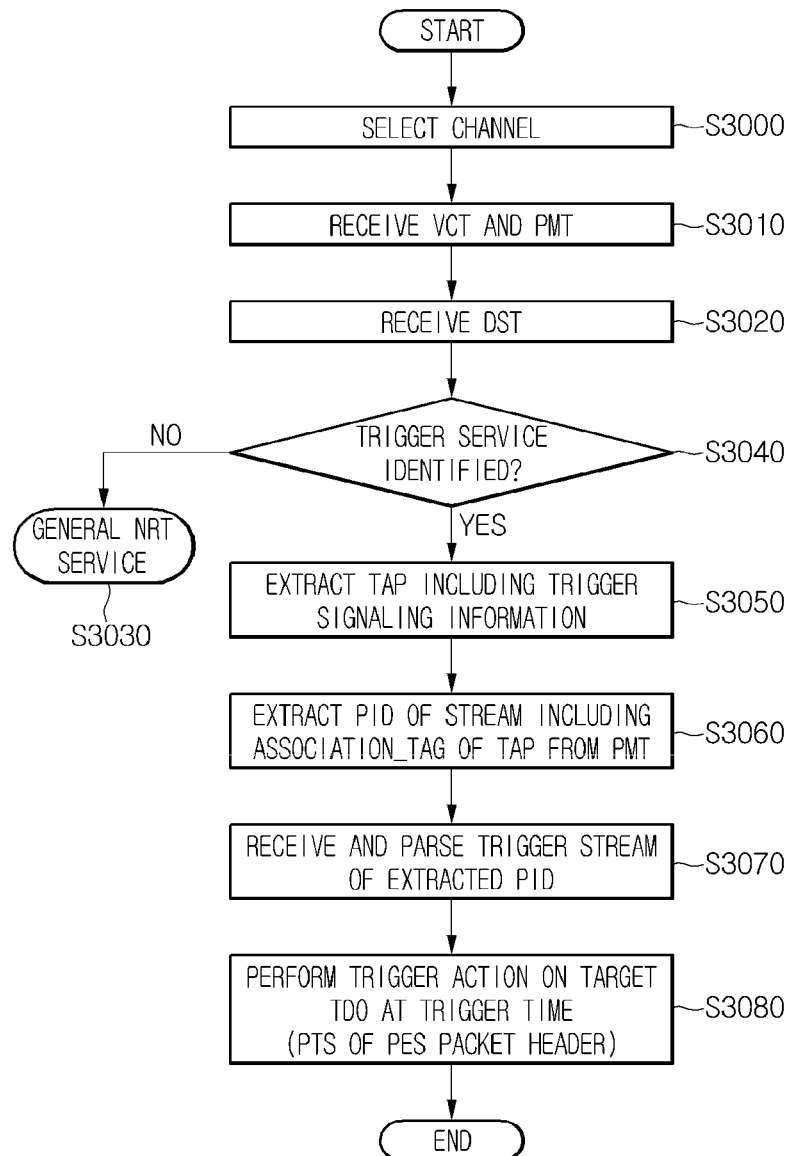 START
SELECT CHANNEL
S3000
RECEIVE VCT AND PMT
S3010
RECEIVE DST
S3020
TRIGGER SERVICE
IDENTIFIED?
S3040
NO
YES
GENERAL NRT
SERVICE
S3030
EXTRACT TAP INCLUDING TRIGGER
SIGNALING INFORMATION
S3050
EXTRACT PID OF STREAM INCLUDING
ASSOCIATION_TAG OF TAP FROM PMT
S3060
RECEIVE AND PARSE TRIGGER STREAM
OF EXTRACTED PID
S3070
PERFORM TRIGGER ACTION ON TARGET
TDO AT TRIGGER TIME
(PTS OF PES PACKET HEADER)
S3080
END